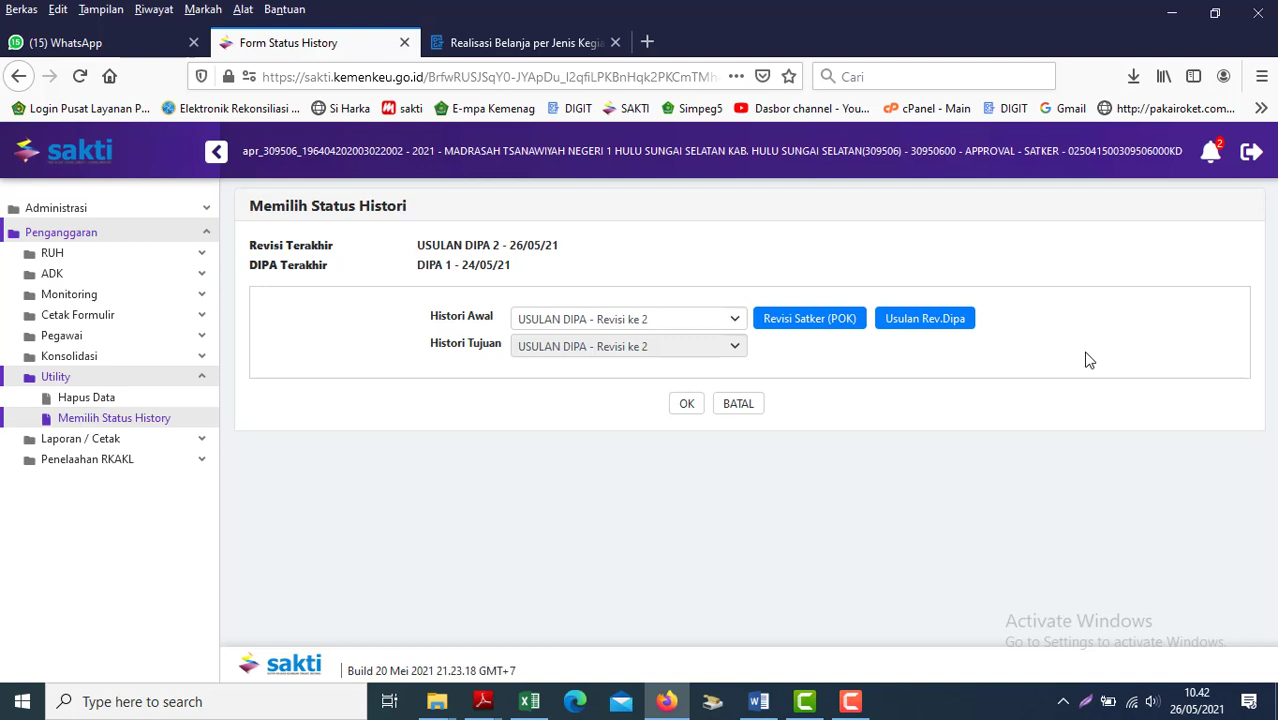 Berkas Edit Tampilan Riwayat Markah Alat Bantuan
(15) WhatsApp
Form Status History
Realisasi Belanja per Jenis Kegia
https://sakti.kemenkeu.go.id/BrfwRUSJSqY0-JYApDu_I2qfiLPKBnHqk2PKCmTMh
Cari
Login Pusat Layanan P...
Elektronik Rekonsiliasi ...
Si Harka
sakti
E-mpa Kemenag
DIGIT
SAKTI
Simpeg5
Dasbor channel - You...
cPanel - Main
DIGIT
Gmail
http://pakairoket.com...
sakti
apr_309506_196404202003022002 - 2021 - MADRASAH TSANAWIYAH NEGERI 1 HULU SUNGAI SELATAN KAB. HULU SUNGAI SELATAN(309506) - 30950600 - APPROVAL - SATKER - 025041500309506000KD
2
Administrasi
Penganggaran
RUH
ADK
Monitoring
Cetak Formulir
Pegawai
Konsolidasi
Utility
Hapus Data
Memilih Status History
Laporan / Cetak
Penelaahan RKAKL
Memilih Status Histori
Revisi Terakhir USULAN DIPA 2 - 26/05/21
DIPA Terakhir DIPA 1 - 24/05/21
Histori Awal USULAN DIPA - Revisi ke 2 Revisi Satker (POK) Usulan Rev.Dipa
Histori Tujuan USULAN DIPA - Revisi ke 2
OK BATAL
Activate Windows
Go to Settings to activate Windows.
sakti Build 20 Mei 2021 21.23.18 GMT+7
Type here to search
10.42
26/05/2021